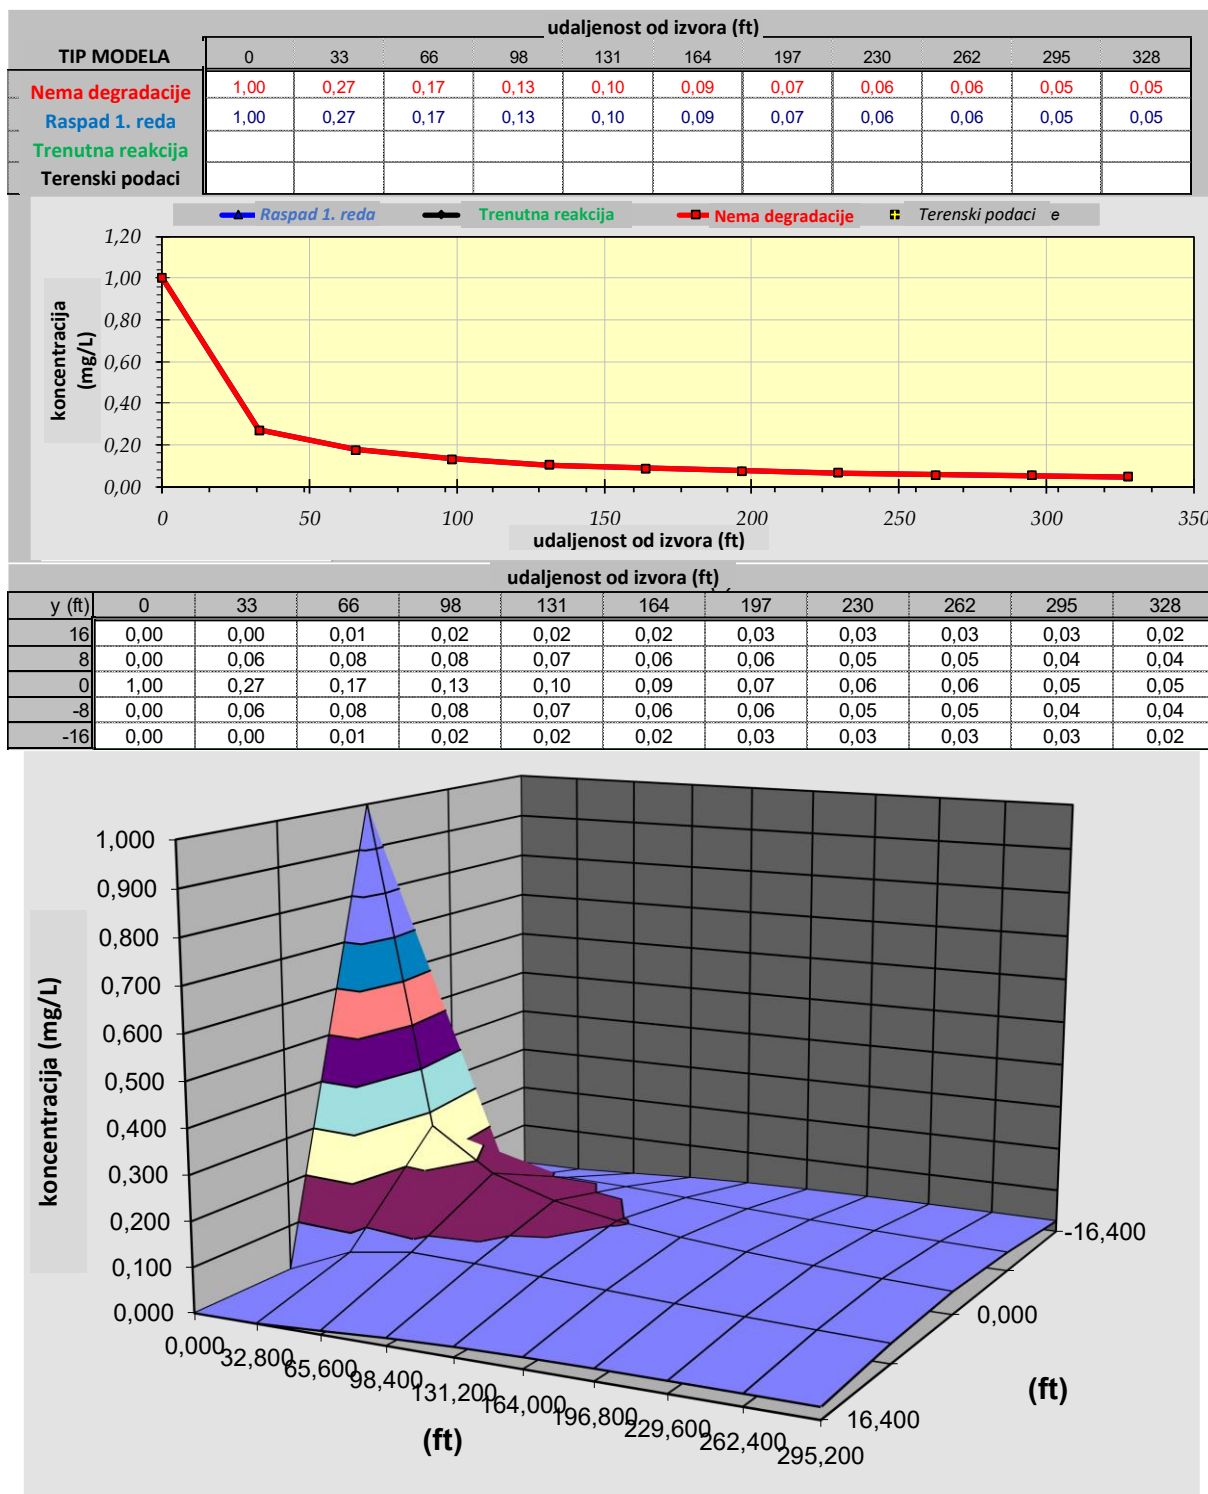 udaljenost od izvora (ft)
TIP MODELA 0 33 66 98 131 164 197 230 262 295 328
Nema degradacije 1,00 0,27 0,17 0,13 0,10 0,09 0,07 0,06 0,06 0,05 0,05
Raspad 1. reda 1,00 0,27 0,17 0,13 0,10 0,09 0,07 0,06 0,06 0,05 0,05
Trenutna reakcija
Terenski podaci
Raspad 1. reda Trenutna reakcija Nema degradacije Terenski podaci e
koncentracija
(mg/L)
1,20
1,00
0,80
0,60
0,40
0,20
0,00
0 50 100 150 200 250 300 350
udaljenost od izvora (ft)
udaljenost od izvora (ft)
y (ft) 0 33 66 98 131 164 197 230 262 295 328
16 0,00 0,00 0,01 0,02 0,02 0,02 0,03 0,03 0,03 0,03 0,02
8 0,00 0,06 0,08 0,08 0,07 0,06 0,06 0,05 0,05 0,04 0,04
0 1,00 0,27 0,17 0,13 0,10 0,09 0,07 0,06 0,06 0,05 0,05
-8 0,00 0,06 0,08 0,08 0,07 0,06 0,06 0,05 0,05 0,04 0,04
-16 0,00 0,00 0,01 0,02 0,02 0,02 0,03 0,03 0,03 0,03 0,02
koncentracija (mg/L)
1,000
0,900
0,800
0,700
0,600
0,500
0,400
0,300
0,200
0,100
0,000
0,000
32,800
65,600
98,400
131,200
164,000
196,800
229,600
262,400
295,200
(ft)
-16,400
0,000
16,400
(ft)